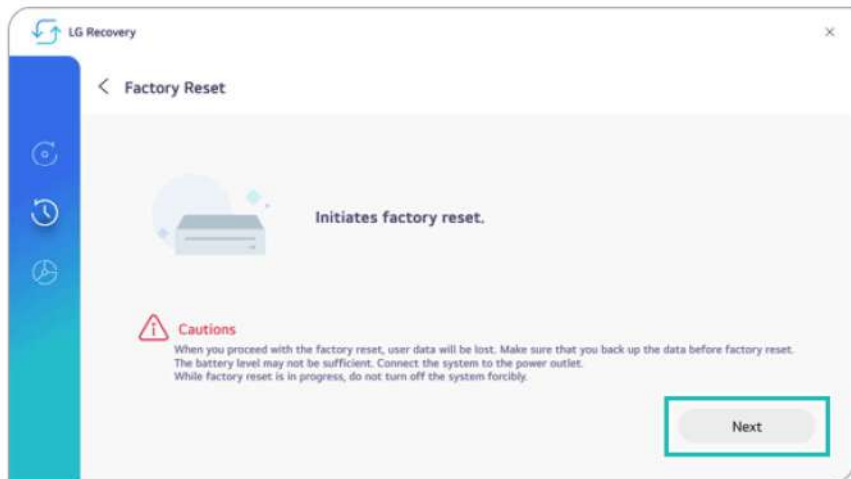 LG Recovery
Factory Reset
Initiates factory reset.
Cautions
When you proceed with the factory reset, user data will be lost. Make sure that you back up the data before factory reset.
The battery level may not be sufficient. Connect the system to the power outlet.
While factory reset is in progress, do not turn off the system forcibly.
Next